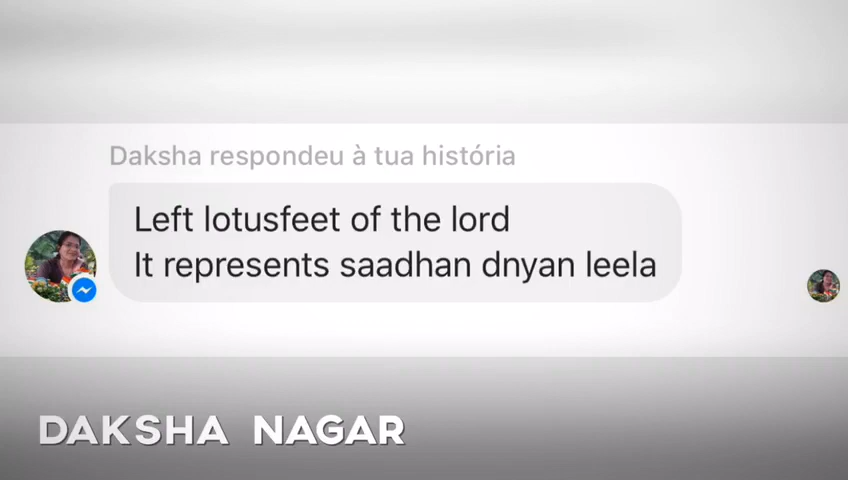 Daksha respondeu à tua história
Left lotusfeet of the lord
It represents saadhan dnyan leela
DAKSHA NAGAR